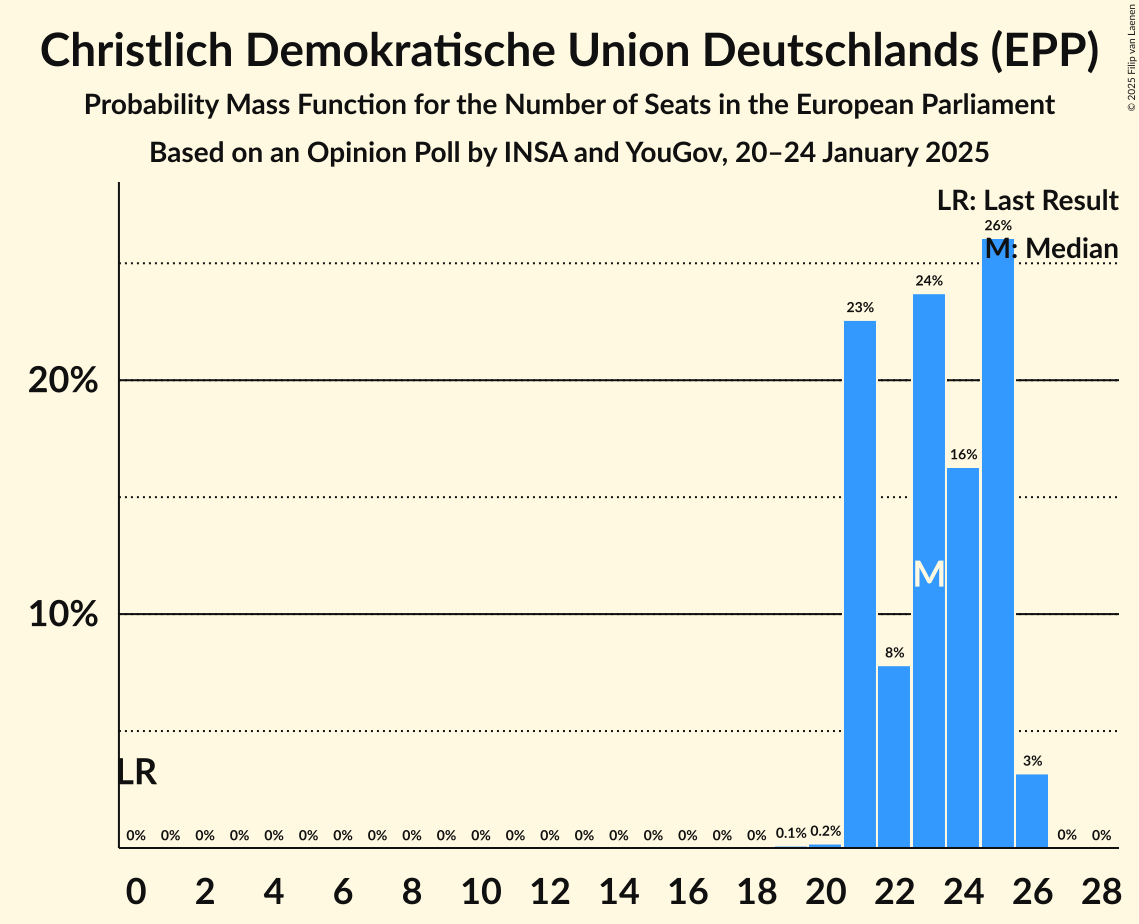 Christlich Demokratische Union Deutschlands (EPP)
Probability Mass Function for the Number of Seats in the European Parliament
Based on an Opinion Poll by INSA and YouGov, 20–24 January 2025
© 2025 Filip van Laenen
LR: Last Result
M: Median
26%
24%
23%
20%
16%
M
10%
8%
LR
3%
0% 0% 0% 0% 0% 0% 0% 0% 0% 0% 0% 0% 0% 0% 0% 0% 0% 0% 0% 0.1% 0.2% 0% 0%
0 2 4 6 8 10 12 14 16 18 20 22 24 26 28